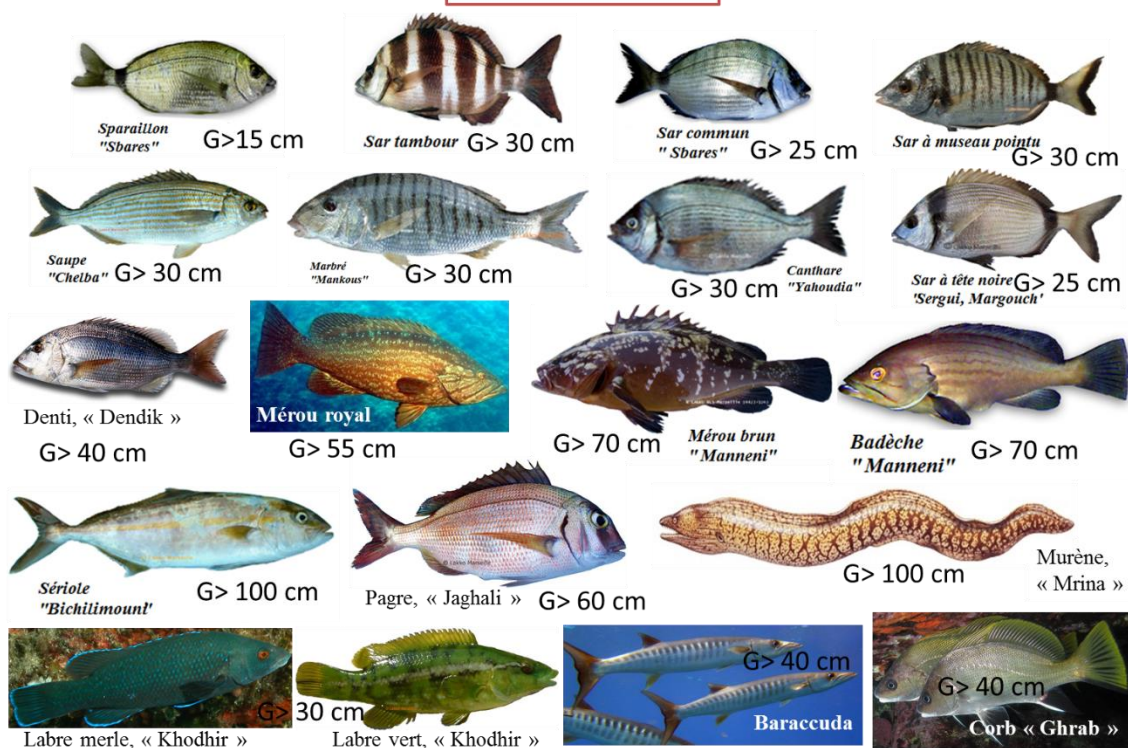 Sparaillon
"Sbares"
G>15 cm
Sar tambour
G> 30 cm
Sar commun
" Sbares"
G> 25 cm
Sar à museau pointu
G> 30 cm
Saupe
"Chelba"
G> 30 cm
Marbré
"Mankous"
G> 30 cm
G> 30 cm
Canthare
"Yahoudia"
Sar à tête noire
'Sergui, Margouch'
G> 25 cm
Denti, « Dendik »
G> 40 cm
Mérou royal
G> 55 cm
G> 70 cm
Mérou brun
"Manneni"
Badèche
"Manneni"
G> 70 cm
Sériole
"Bichilimount"
G> 100 cm
Pagre, « Jaghali »
G> 60 cm
G> 100 cm
Murène,
« Mrina »
Labre merle, « Khodhir »
G> 30 cm
Labre vert, « Khodhir »
G> 40 cm
Baraccuda
G> 40 cm
Corb « Ghrab »